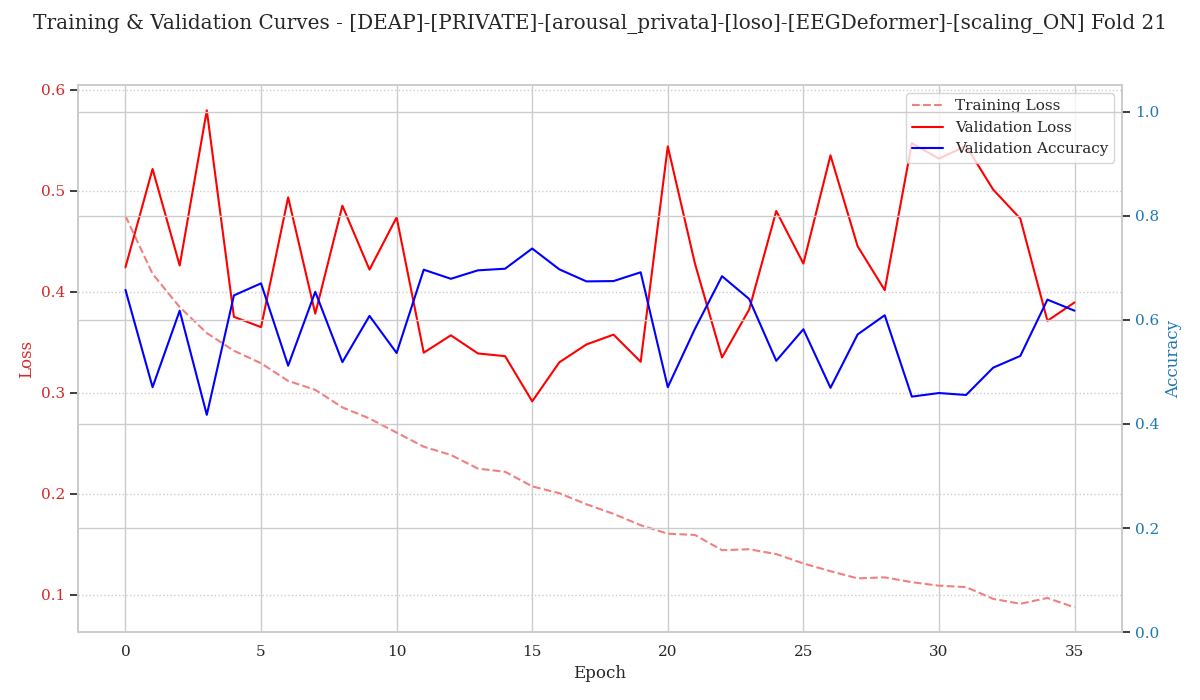 Training & Validation Curves - [DEAP]-[PRIVATE]-[arousal_privata]-[loso]-[EEGDeformer]-[scaling_ON] Fold 21
Training Loss
Validation Loss
Validation Accuracy
0.6
0.5
0.4
0.3
0.2
0.1
Loss
1.0
0.8
0.6
0.4
0.2
0.0
Accuracy
0
5
10
15
20
25
30
35
Epoch